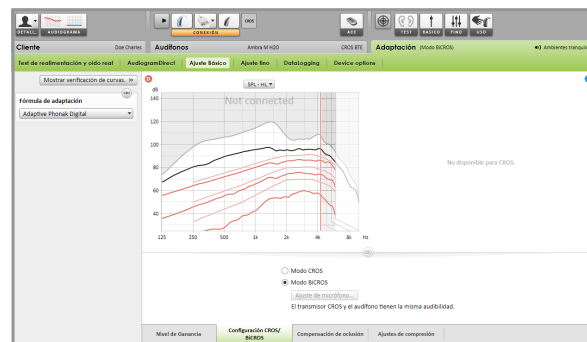 DETALL.
AUDIOGRAMA
CONEXIÓN
CROS
ACC
TEST
BASICO
FINO
USO
Cliente
Doe Charles
Audífonos
Ambra M H2O
CROS BTE
Adaptación (Modo BiCROS)
Ambientes tranquil
Test de realimentación y oído real
AudiogramDirect
Ajuste Básico
Ajuste fino
DataLogging
Device options
Mostrar verificación de curvas.
Fórmula de adaptación
Adaptive Phonak Digital
D
SPL - HL
dB
Not connected
140
120
100
80
60
40
125
250
500
1k
2k
4k
8k
Hz
No disponible para CROS.
Modo CROS
Modo BiCROS
Ajuste de micrófono...
El transmisor CROS y el audífono tienen la misma audibilidad.
Nivel de Ganancia
Configuración CROS/
BiCROS
Compensación de oclusión
Ajustes de compresión